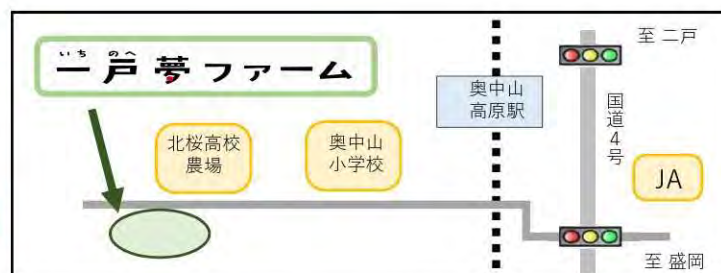 いち のへ
一戸夢ファーム
北桜高校
農場
奥中山
小学校
奥中山
高原駅
至 二戸
国道4号
JA
至 盛岡